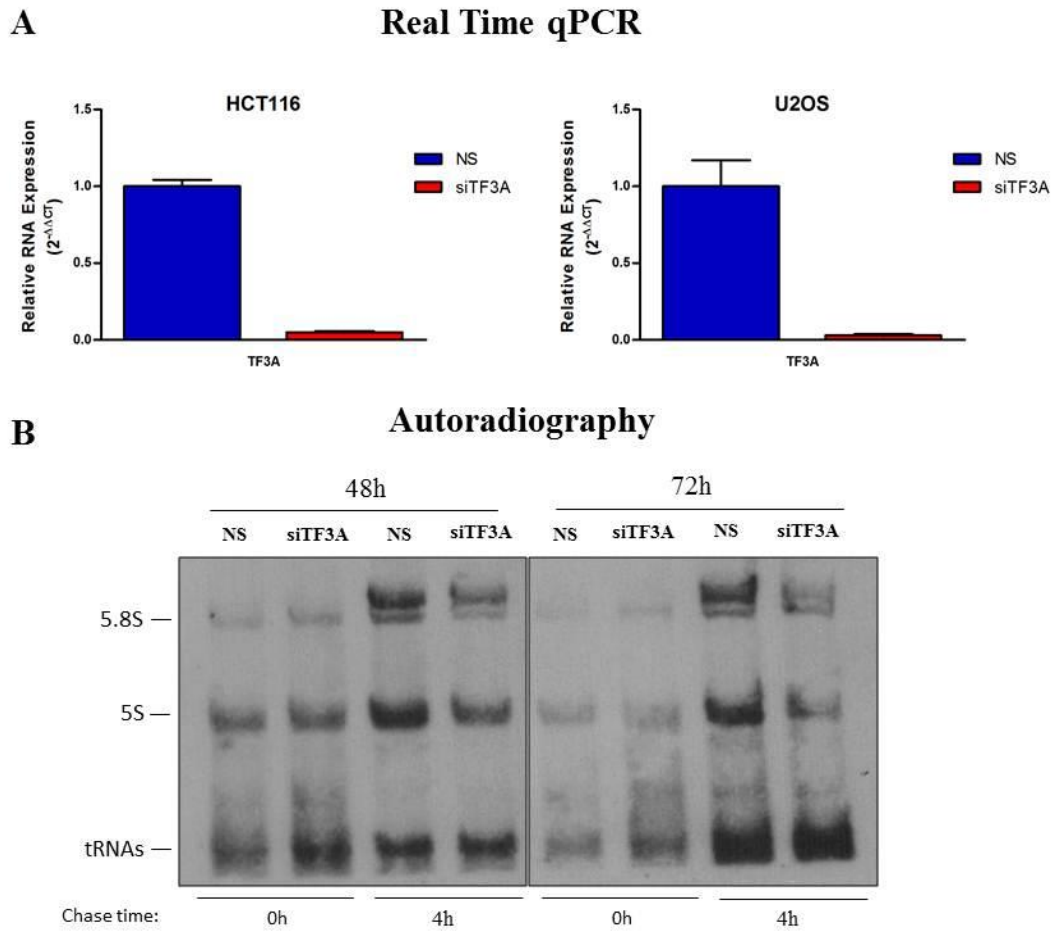 A
Real Time qPCR
HCT116
Relative RNA Expression
(2-ΔΔCT)
1.5
1.0
0.5
0.0
TF3A
NS
siTF3A
U2OS
Relative RNA Expression
(2-ΔΔCT)
1.5
1.0
0.5
0.0
TF3A
NS
siTF3A
B
Autoradiography
48h
72h
NS
siTF3A
NS
siTF3A
NS
siTF3A
NS
siTF3A
5.8S
5S
tRNAs
Chase time:
0h
4h
0h
4h